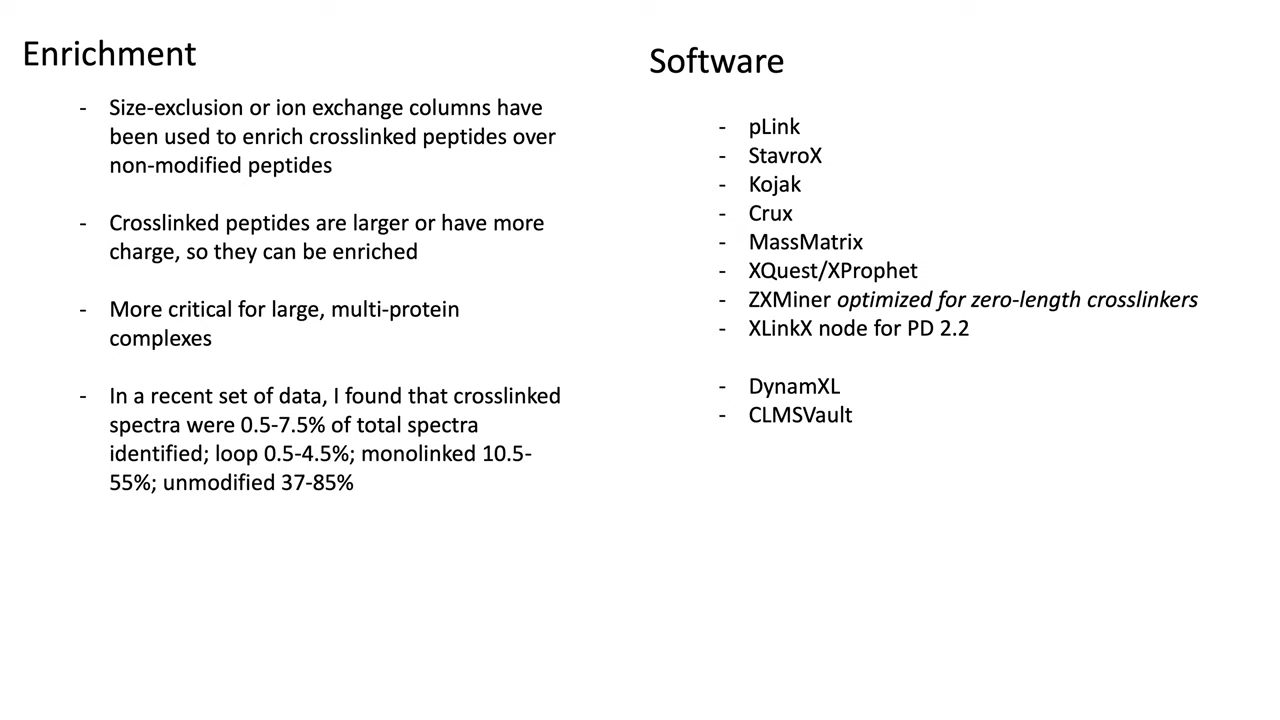 Enrichment
- Size-exclusion or ion exchange columns have
been used to enrich crosslinked peptides over
non-modified peptides
- Crosslinked peptides are larger or have more
charge, so they can be enriched
- More critical for large, multi-protein
complexes
- In a recent set of data, I found that crosslinked
spectra were 0.5-7.5% of total spectra
identified; loop 0.5-4.5%; monolinked 10.5-
55%; unmodified 37-85%
Software
- pLink
- StavroX
- Kojak
- Crux
- MassMatrix
- XQuest/XProphet
- ZXMiner optimized for zero-length crosslinkers
- XLinkX node for PD 2.2
- DynamXL
- CLMSVault